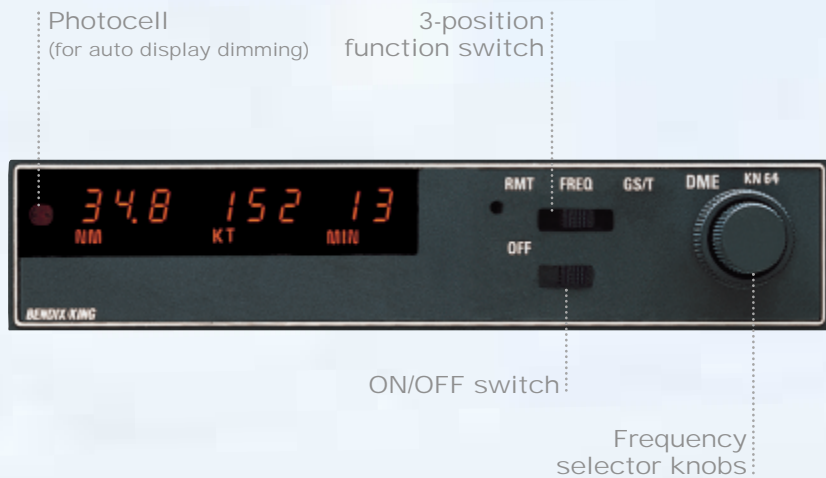 Photocell
(for auto display dimming)
3-position
function switch
RMT FREQ GS/T DME KN 64
34.8 152 13
NM KT MIN
OFF
BENDIX/KING
ON/OFF switch
Frequency
selector knobs